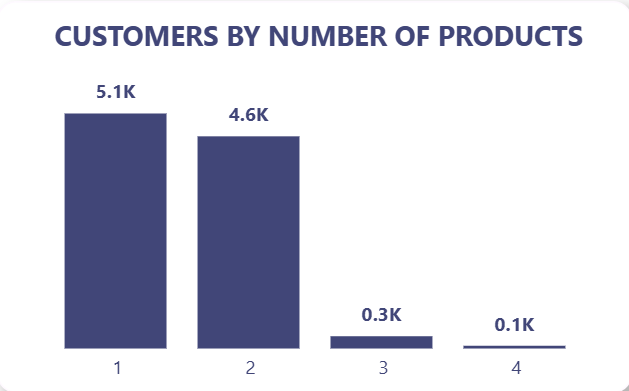 CUSTOMERS BY NUMBER OF PRODUCTS
5.1K
4.6K
0.3K
0.1K
1 2 3 4